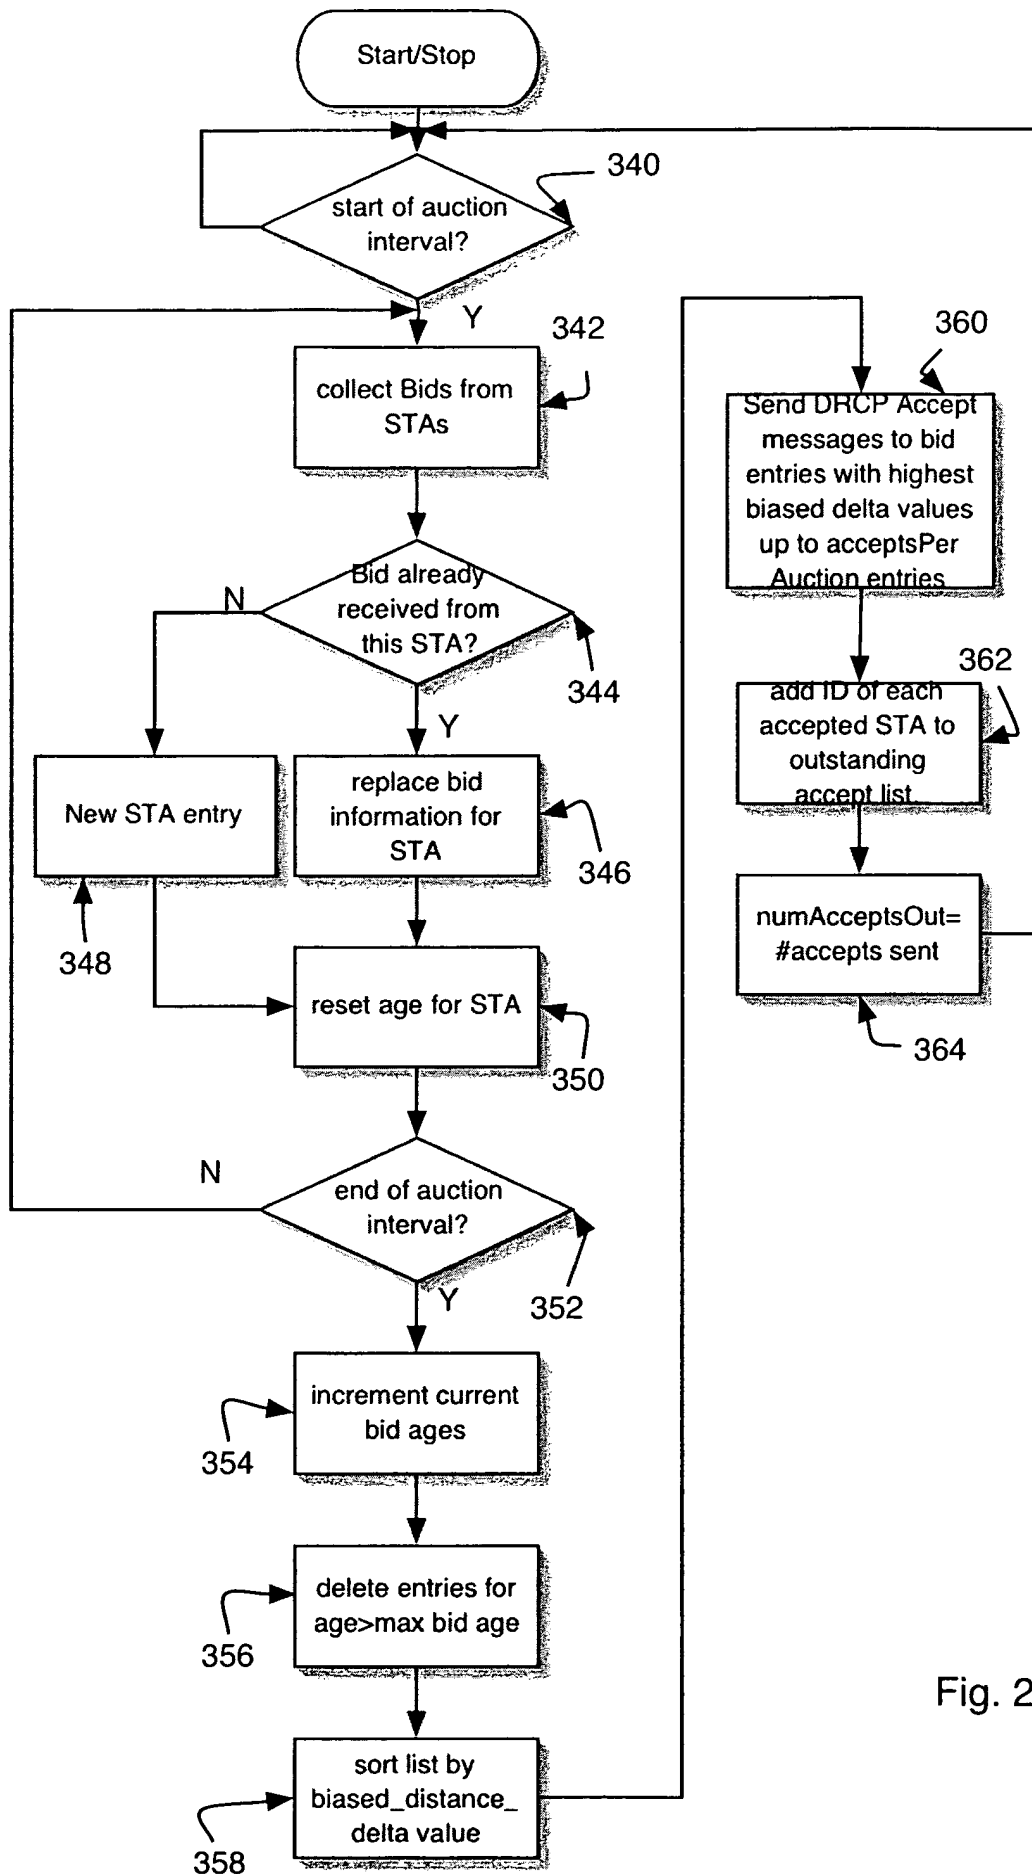 Start/Stop
340
start of auction
interval?
Y
342
collect Bids from
STAs
Bid already
received from
this STA?
N
344
Y
New STA entry
348
replace bid
information for
STA
346
reset age for STA
350
end of auction
interval?
N
352
Y
increment current
bid ages
354
delete entries for
age>max bid age
356
sort list by
biased_distance_
delta value
358
360
Send DRCP Accept
messages to bid
entries with highest
biased delta values
up to acceptsPer
Auction entries
362
add ID of each
accepted STA to
outstanding
accept list.
numAcceptsOut=
#accepts sent
364
Fig. 2